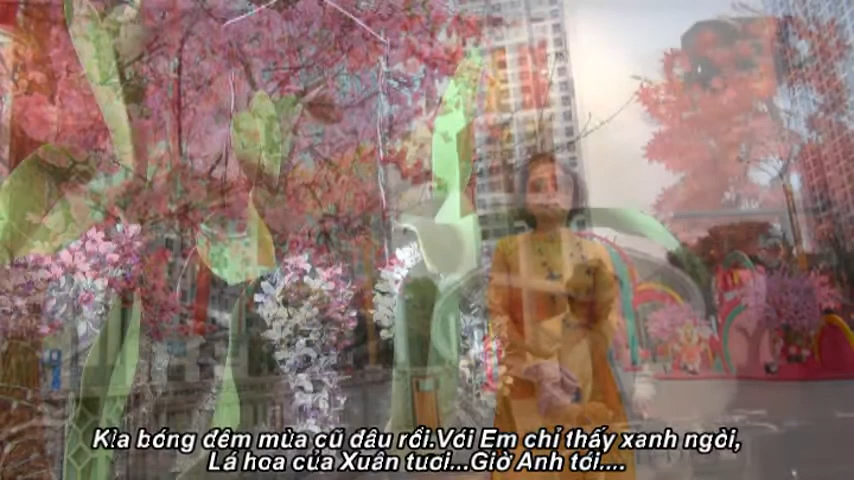 Kìa bóng đêm mùa cũ đâu rồi.Với Em chỉ thấy xanh ngời,
Lá hoa của Xuân tươi...Giờ Anh tới....